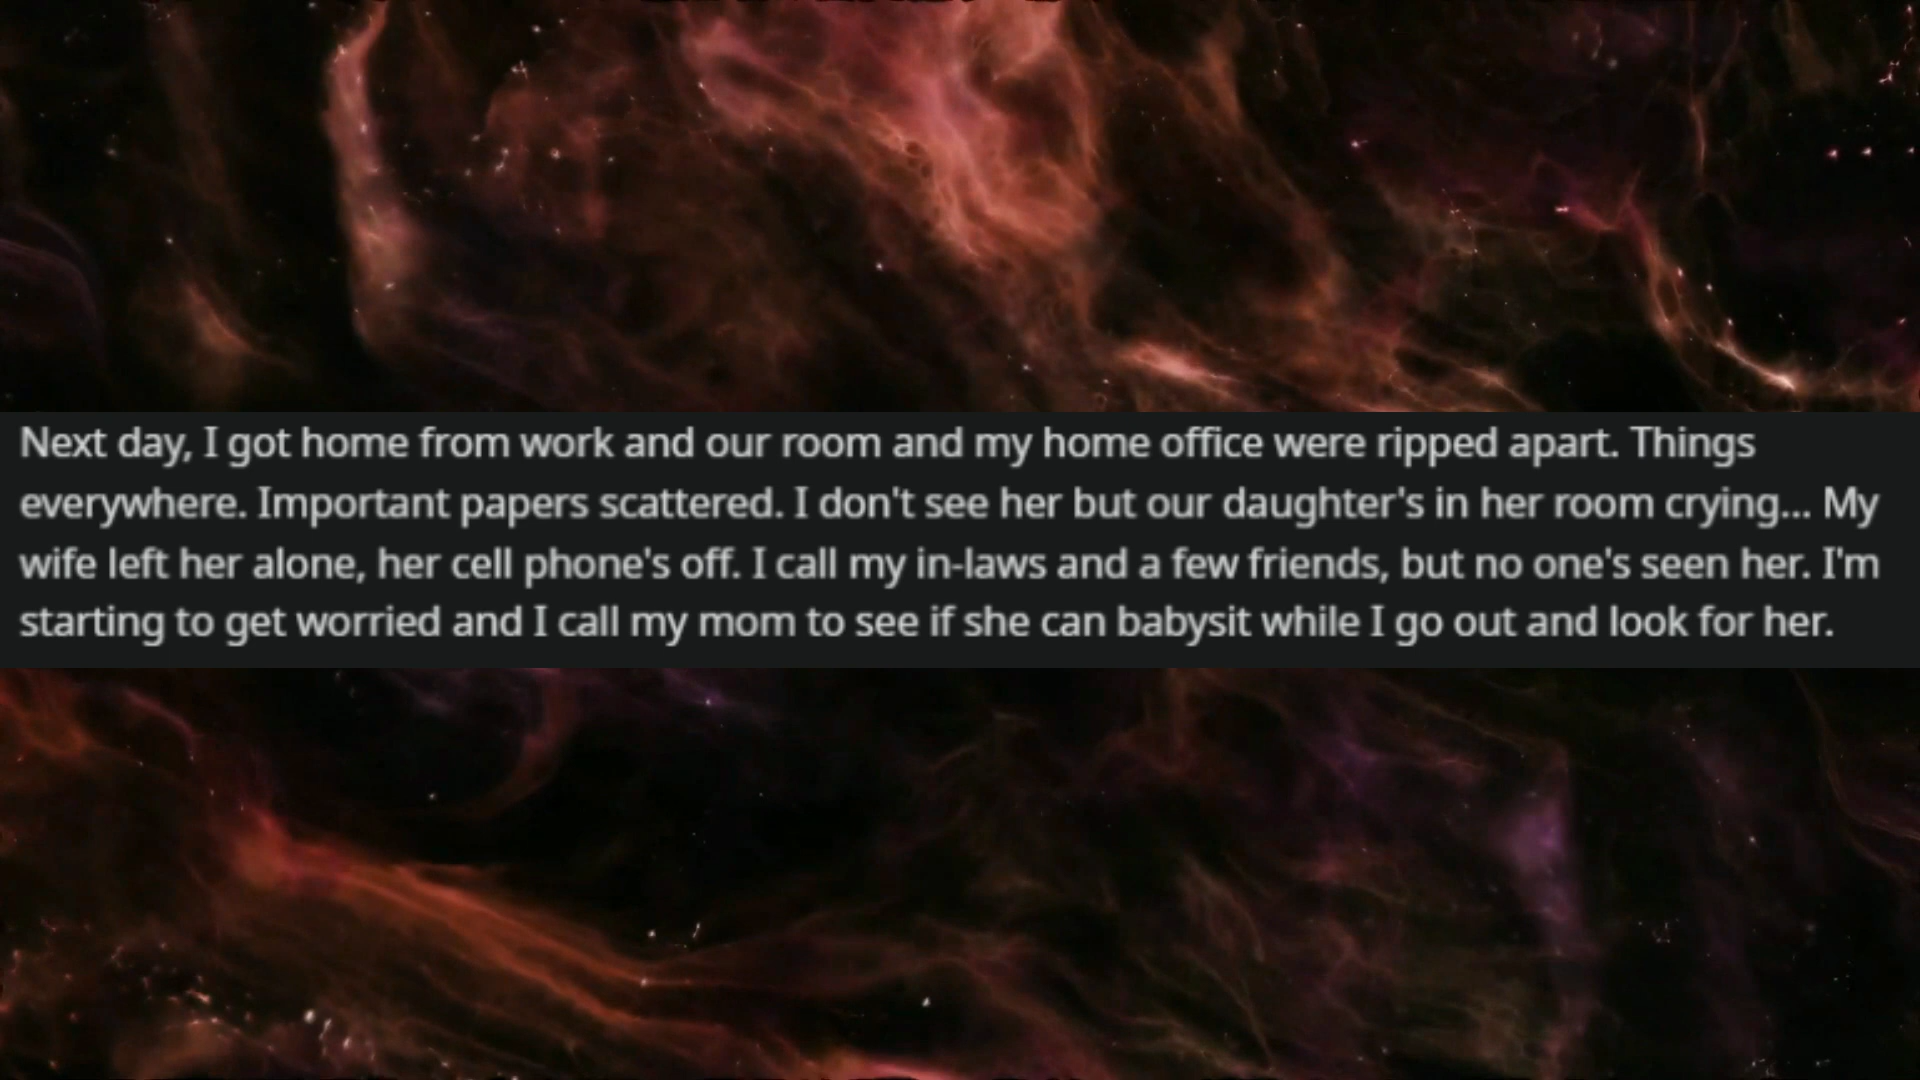 Next day, I got home from work and our room and my home office were ripped apart. Things
everywhere. Important papers scattered. I don't see her but our daughter's in her room crying... My
wife left her alone, her cell phone's off. I call my in-laws and a few friends, but no one's seen her. I'm
starting to get worried and I call my mom to see if she can babysit while I go out and look for her.